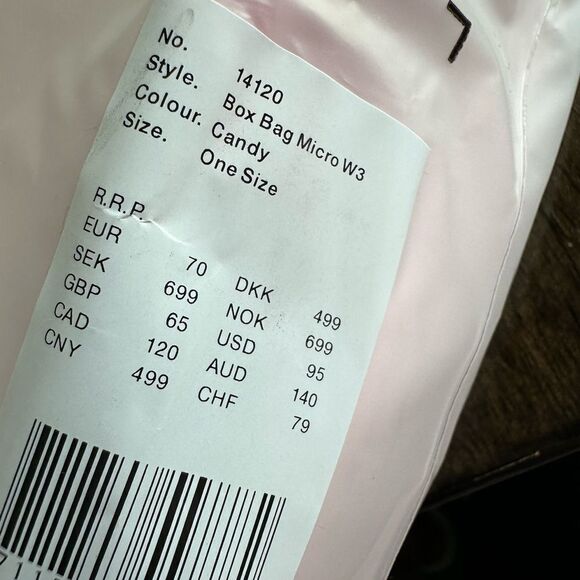 7
No. 14120
Style. Box Bag Micro W3
Colour. Candy
Size. One Size
R.R.P.
EUR 70 DKK 499
SEK 699 NOK 699
GBP 65 USD 95
CAD 120 AUD 140
CNY 499 CHF 79